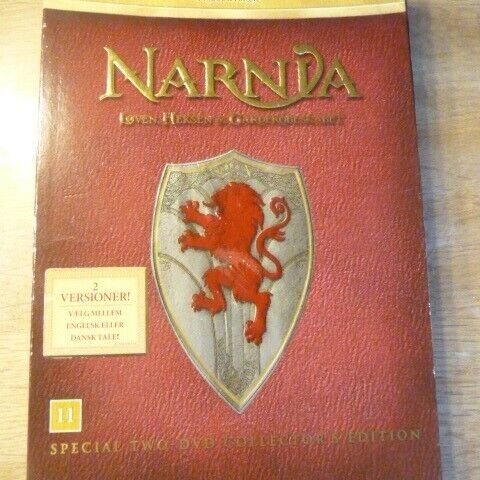 NARNIA
LØVEN, HEKSEN & GARDEROBESKABET
2
VERSIONER!
VÆLG MELLEM
ENGELSK ELLER
DANSK TALE!
11
SPECIAL TWO-DVD COLLECTOR'S EDITION